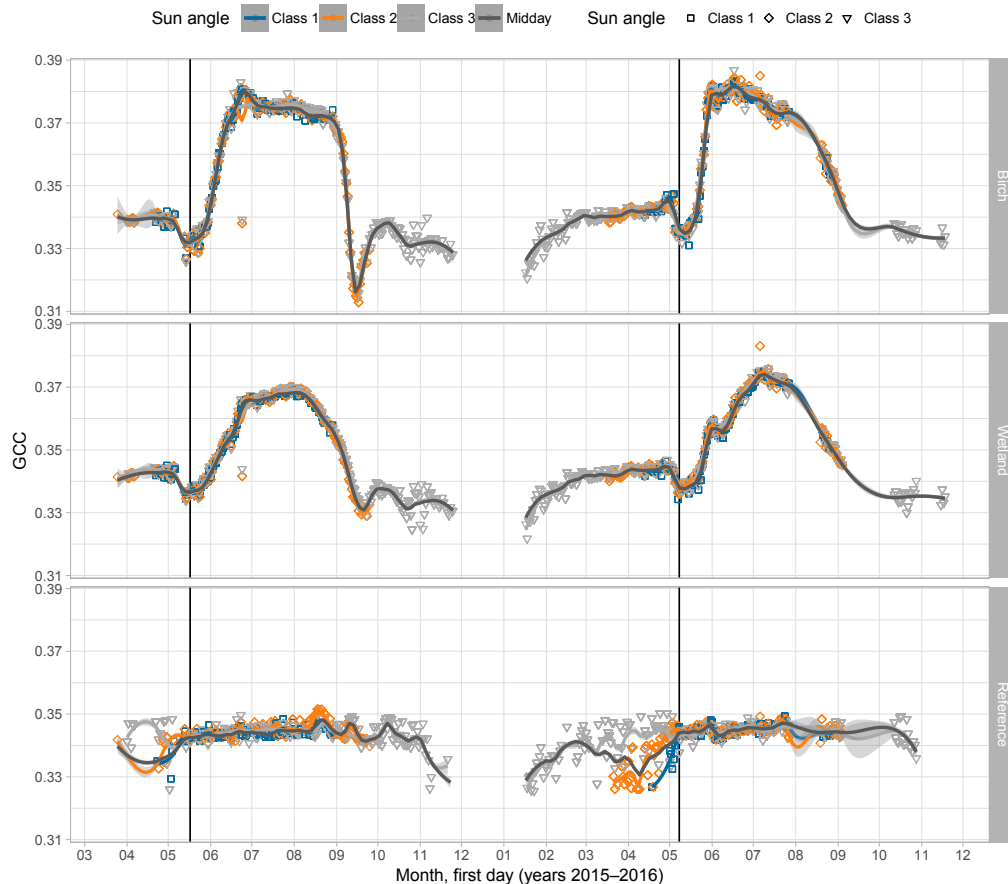 Sun angle Class 1 Class 2 Class 3 Midday Sun angle Class 1 Class 2 Class 3
0.39
0.37
0.35
0.33
0.31
Birch
0.39
0.37
0.35
0.33
0.31
Wetland
GCC
0.39
0.37
0.35
0.33
0.31
Reference
03 04 05 06 07 08 09 10 11 12 01 02 03 04 05 06 07 08 09 10 11 12
Month, first day (years 2015–2016)